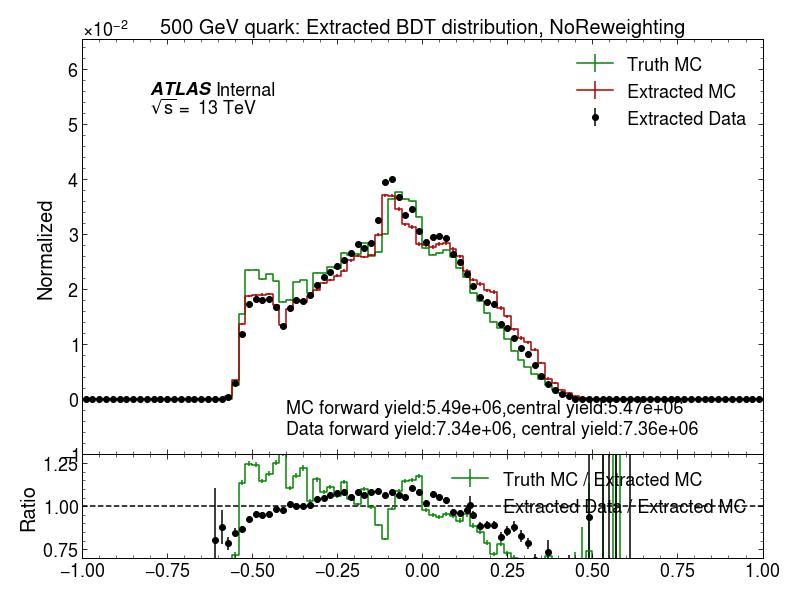 ×10⁻² 500 GeV quark: Extracted BDT distribution, NoReweighting
6
ATLAS Internal
√s = 13 TeV
Truth MC
Extracted MC
Extracted Data
5
4
3
2
1
0
Normalized
MC forward yield:5.49e+06,central yield:5.47e+06
Data forward yield:7.34e+06, central yield:7.36e+06
1
1.25
1.00
0.75
Ratio
Truth MC / Extracted MC
Extracted Data / Extracted MC
−1.00 −0.75 −0.50 −0.25 0.00 0.25 0.50 0.75 1.00